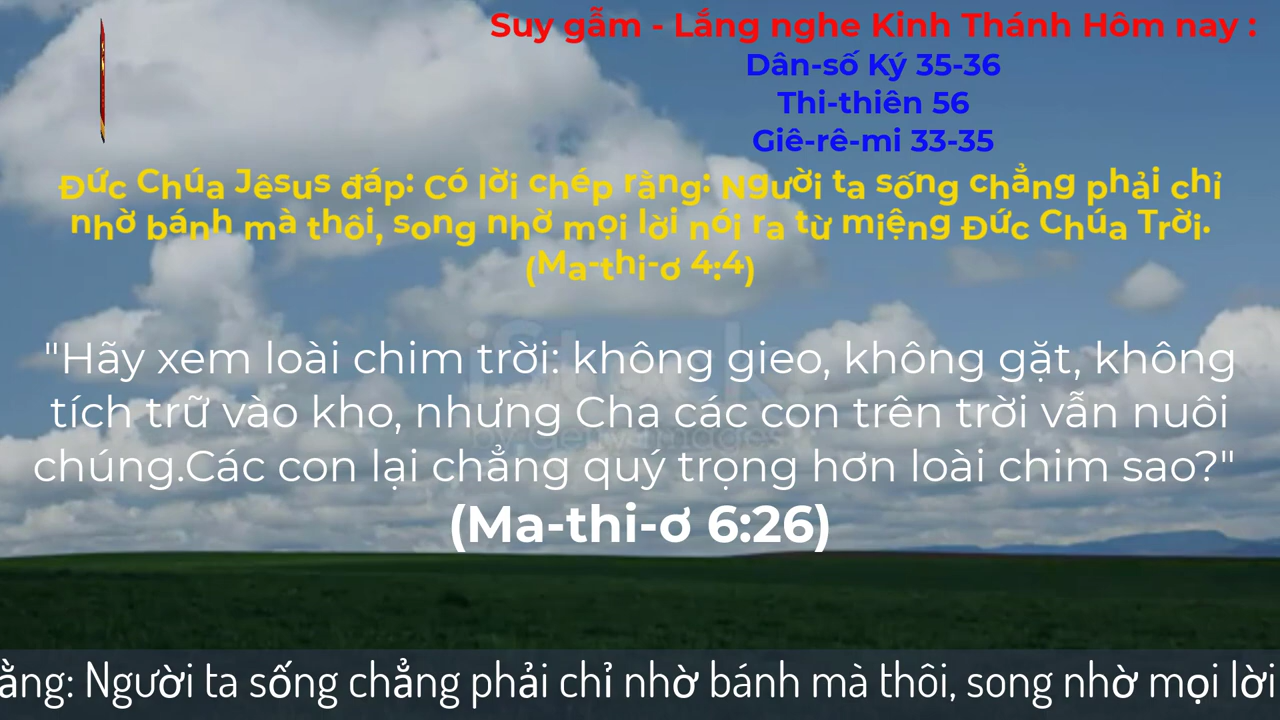 Suy gẫm - Lắng nghe Kinh Thánh Hôm nay :
Dân-số Ký 35-36
Thi-thiên 56
Giê-rê-mi 33-35
Đức Chúa Jêsus đáp: Có lời chép rằng: Người ta sống chẳng phải chỉ
nhờ bánh mà thôi, song nhờ mọi lời nói ra từ miệng Đức Chúa Trời.
(Ma-thi-ơ 4:4)
"Hãy xem loài chim trời: không gieo, không gặt, không
tích trữ vào kho, nhưng Cha các con trên trời vẫn nuôi
chúng.Các con lại chẳng quý trọng hơn loài chim sao?"
(Ma-thi-ơ 6:26)
iStock
by Getty Images
ằng: Người ta sống chẳng phải chỉ nhờ bánh mà thôi, song nhờ mọi lời